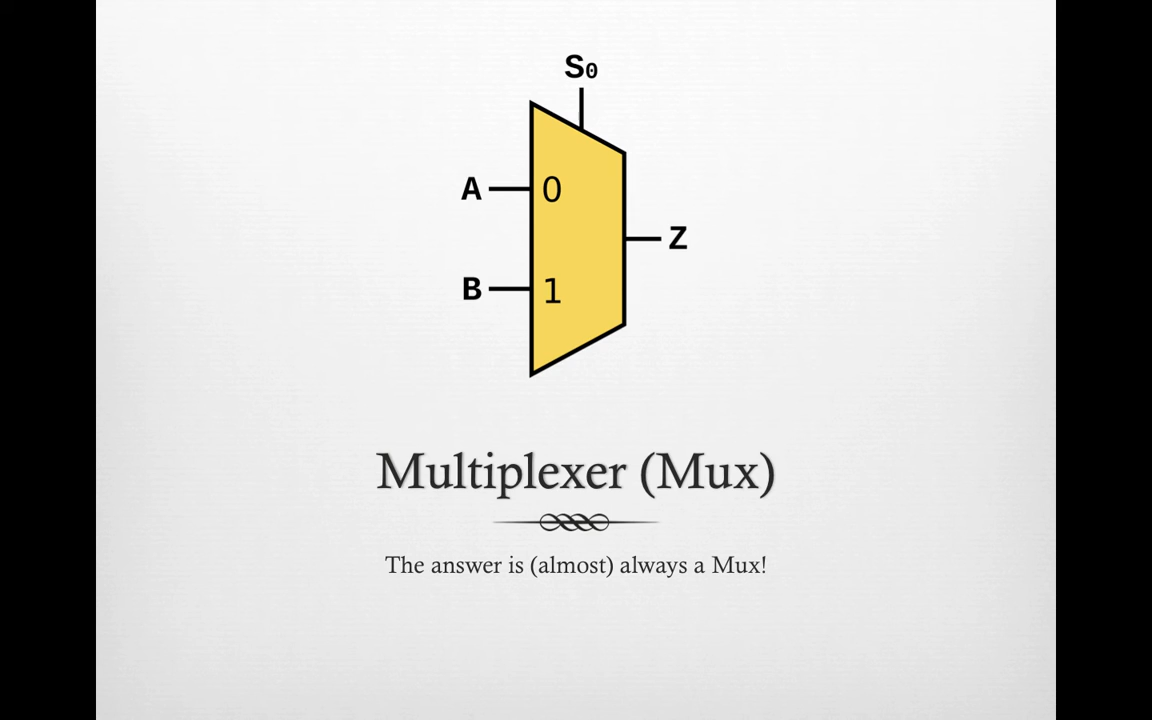 S0
A 0
Z
B 1
Multiplexer (Mux)
The answer is (almost) always a Mux!